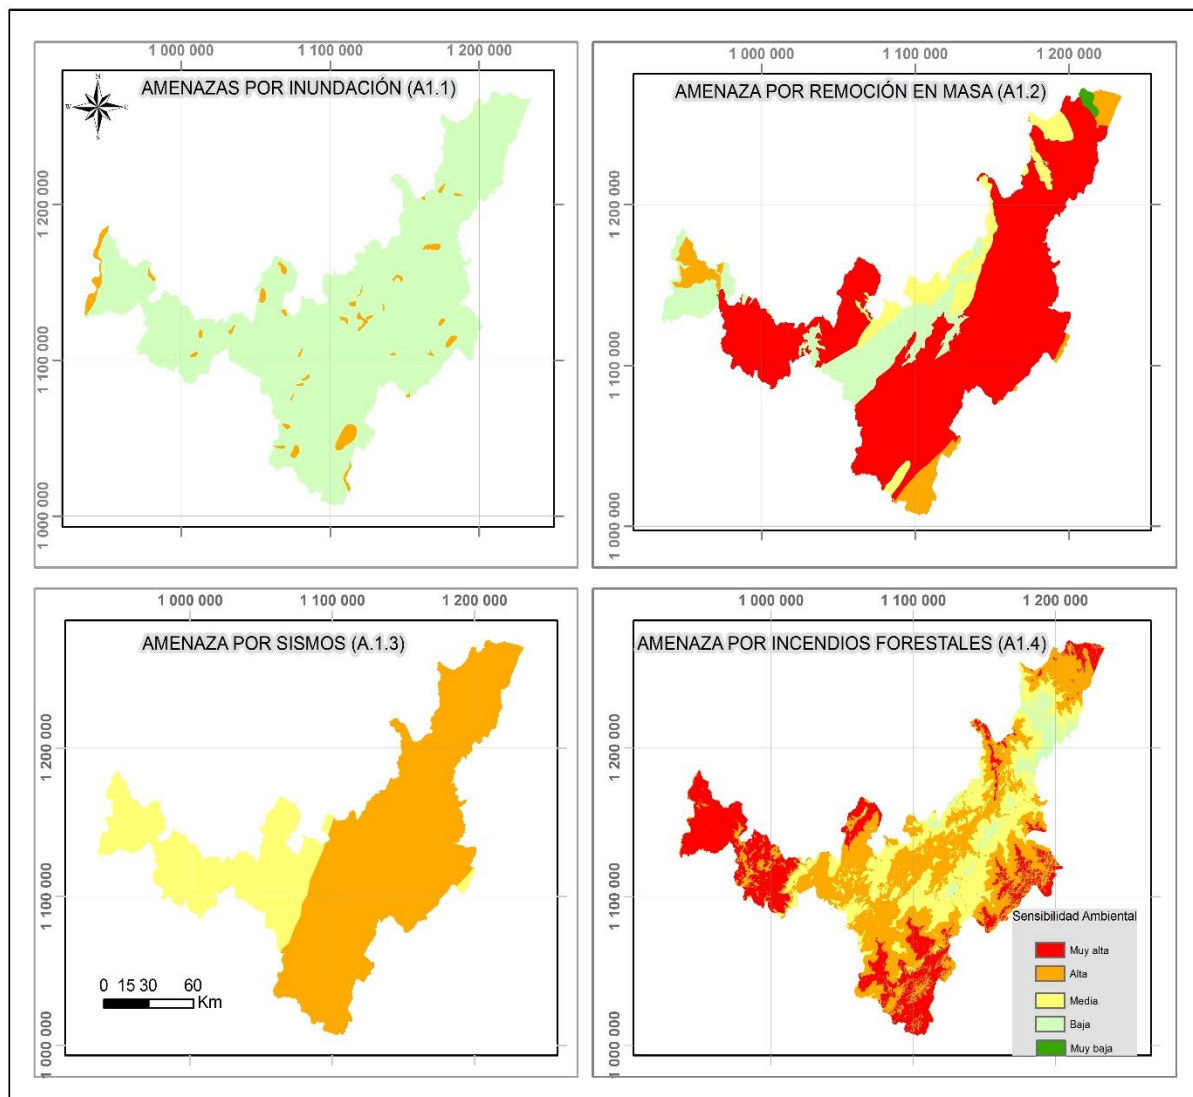 1 000 000 1 100 000 1 200 000
AMENAZAS POR INUNDACIÓN (A1.1)
N
W E
S
1 200 000
1 100 000
1 000 000
1 000 000 1 100 000 1 200 000
AMENAZA POR REMOCIÓN EN MASA (A1.2)
1 200 000
1 100 000
1 000 000
1 000 000 1 100 000 1 200 000
AMENAZA POR SISMOS (A.1.3)
1 200 000
1 100 000
1 000 000
0 15 30 60
Km
1 000 000 1 100 000 1 200 000
AMENAZA POR INCENDIOS FORESTALES (A1.4)
1 200 000
1 100 000
1 000 000
Sensibilidad Ambiental
Muy alta
Alta
Media
Baja
Muy baja